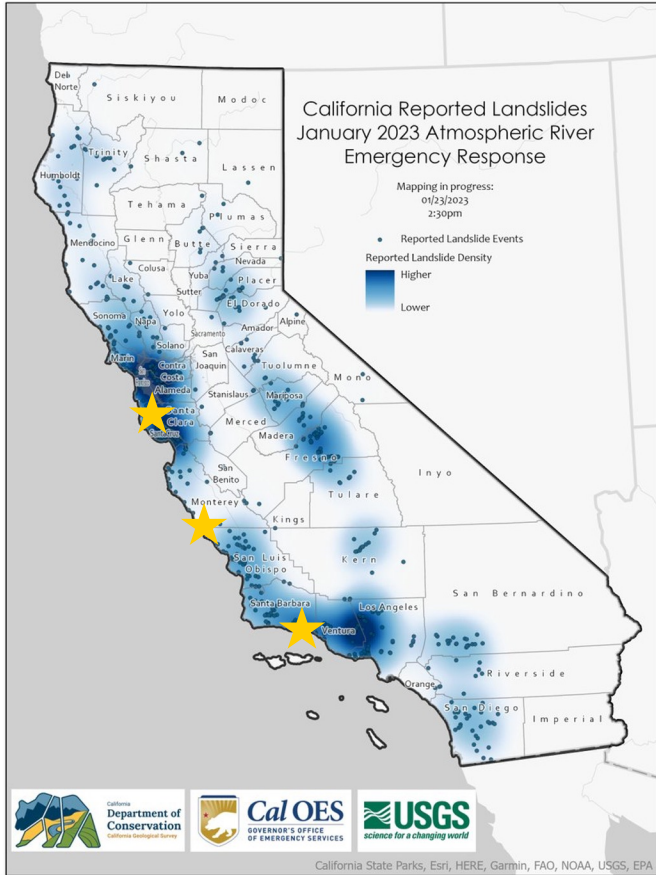 California Reported Landslides
January 2023 Atmospheric River
Emergency Response
Mapping in progress:
01/23/2023
2:30pm
Reported Landslide Events
Reported Landslide Density
Higher
Lower
Del
Norte
Siskiyou
Modoc
Trinity
Shasta
Lassen
Humboldt
Tehama
Plumas
Mendocino
Glenn
Butte
Sierra
Nevada
Colusa
Yuba
Placer
Lake
Sutter
El Dorado
Sonoma
Napa
Yolo
Sacramento
Amador
Alpine
Solano
Calaveras
Marin
San
Joaquin
Tuolumne
Contra
Costa
Mono
Alameda
Stanislaus
Mariposa
Clara
Merced
Madera
Fresno
San
Benito
Inyo
Tulare
Monterey
Kings
San Luis
Obispo
Kern
San Bernardino
Santa Barbara
Los Angeles
Ventura
Riverside
Orange
San Diego
Imperial
California
Department of
Conservation
California Geological Survey
Cal OES
GOVERNOR'S OFFICE
OF EMERGENCY SERVICES
USGS
science for a changing world
California State Parks, Esri, HERE, Garmin, FAO, NOAA, USGS, EPA